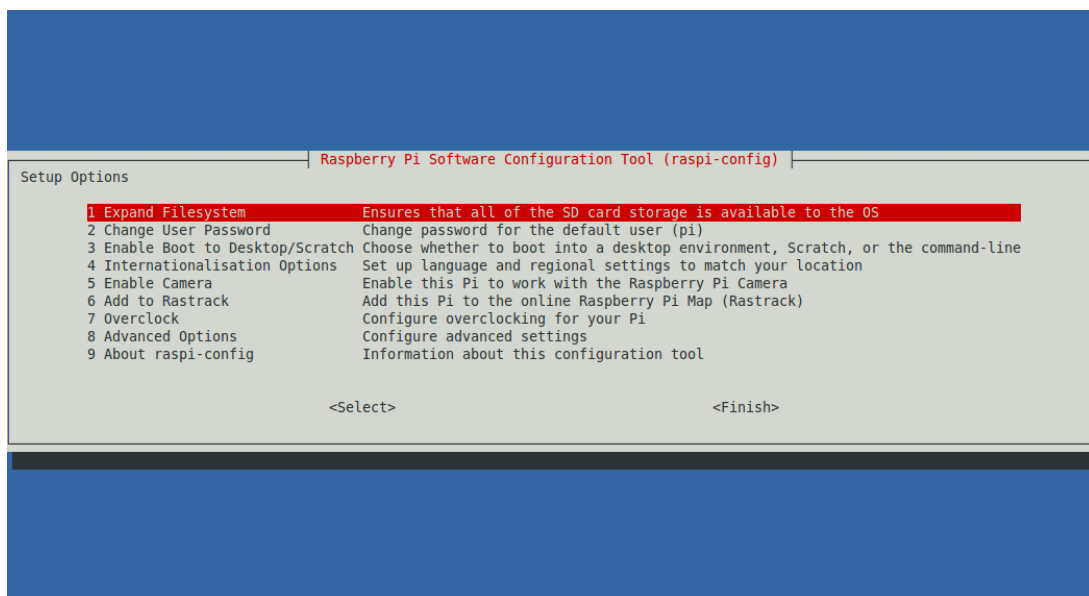 Raspberry Pi Software Configuration Tool (raspi-config)
Setup Options
1 Expand Filesystem Ensures that all of the SD card storage is available to the OS
2 Change User Password Change password for the default user (pi)
3 Enable Boot to Desktop/Scratch Choose whether to boot into a desktop environment, Scratch, or the command-line
4 Internationalisation Options Set up language and regional settings to match your location
5 Enable Camera Enable this Pi to work with the Raspberry Pi Camera
6 Add to Rastrack Add this Pi to the online Raspberry Pi Map (Rastrack)
7 Overclock Configure overclocking for your Pi
8 Advanced Options Configure advanced settings
9 About raspi-config Information about this configuration tool
<Select> <Finish>